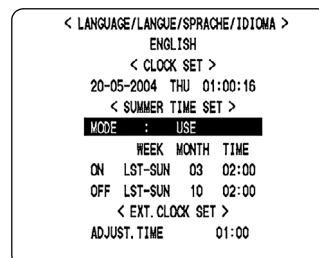 < LANGUAGE/LANGUE/SPRACHE/IDIOMA >
ENGLISH
< CLOCK SET >
20-05-2004 THU 01:00:16
< SUMMER TIME SET >
MODE : USE
WEEK MONTH TIME
ON LST-SUN 03 02:00
OFF LST-SUN 10 02:00
< EXT.CLOCK SET >
ADJUST.TIME 01:00